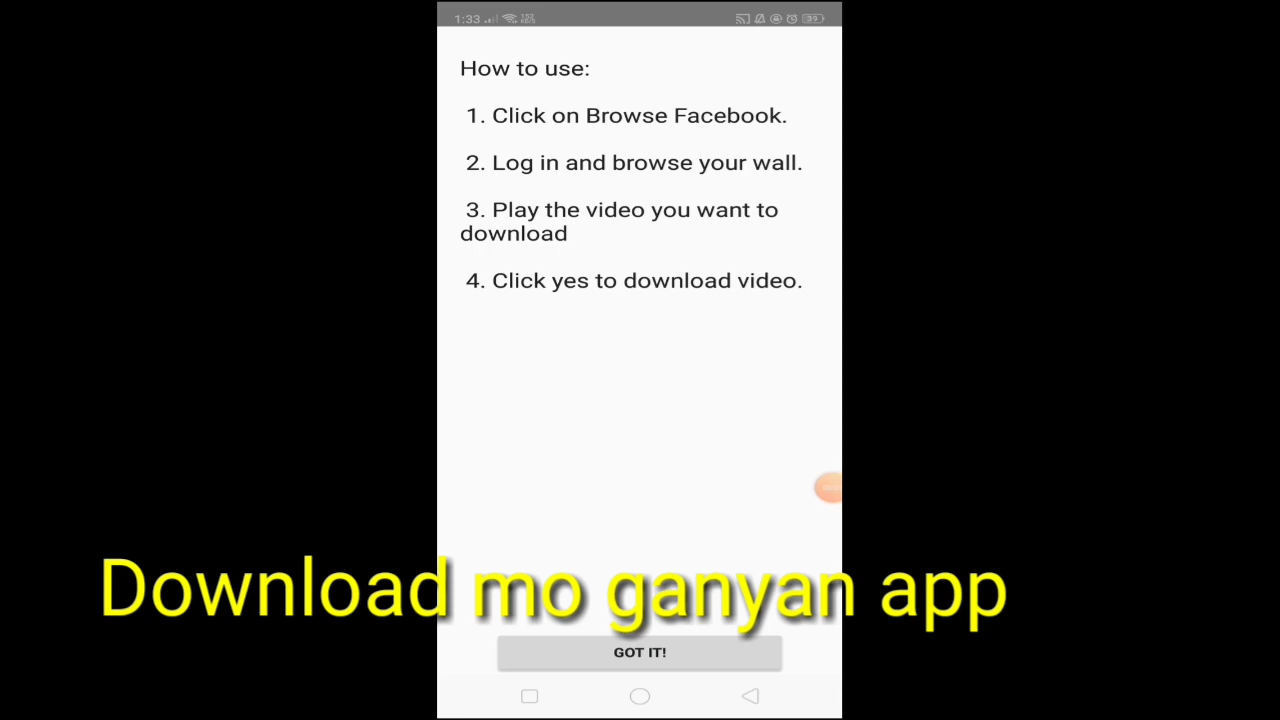 1:33
39
How to use:
1. Click on Browse Facebook.
2. Log in and browse your wall.
3. Play the video you want to
download
4. Click yes to download video.
Download mo ganyan app
GOT IT!